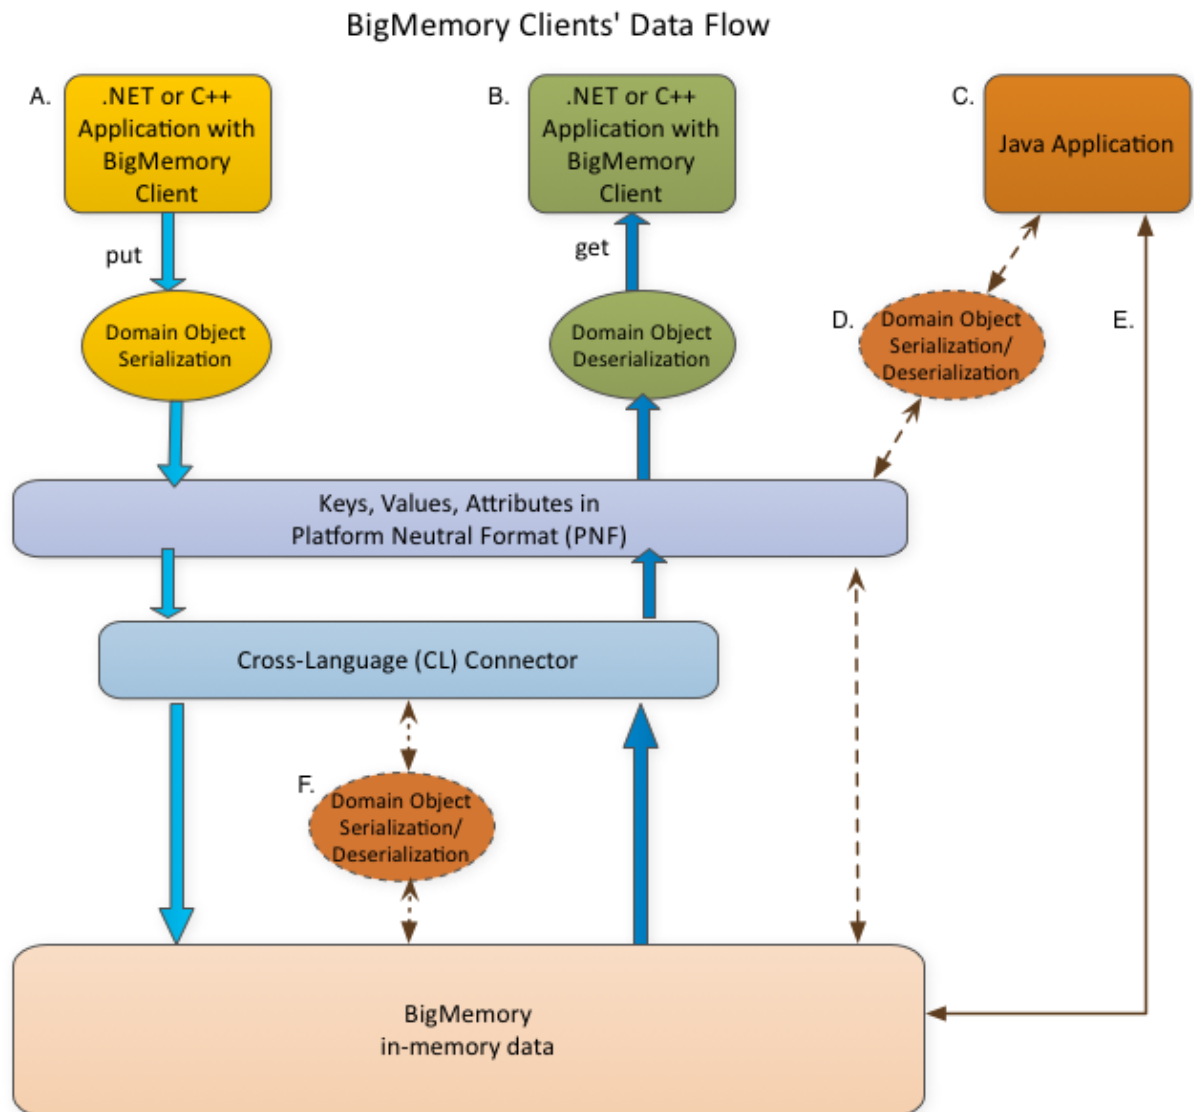 BigMemory Clients' Data Flow
A.
.NET or C++
Application with
BigMemory
Client
B.
.NET or C++
Application with
BigMemory
Client
C.
Java Application
put
get
Domain Object
Serialization
Domain Object
Deserialization
D.
Domain Object
Serialization/
Deserialization
E.
Keys, Values, Attributes in
Platform Neutral Format (PNF)
Cross-Language (CL) Connector
F.
Domain Object
Serialization/
Deserialization
BigMemory
in-memory data